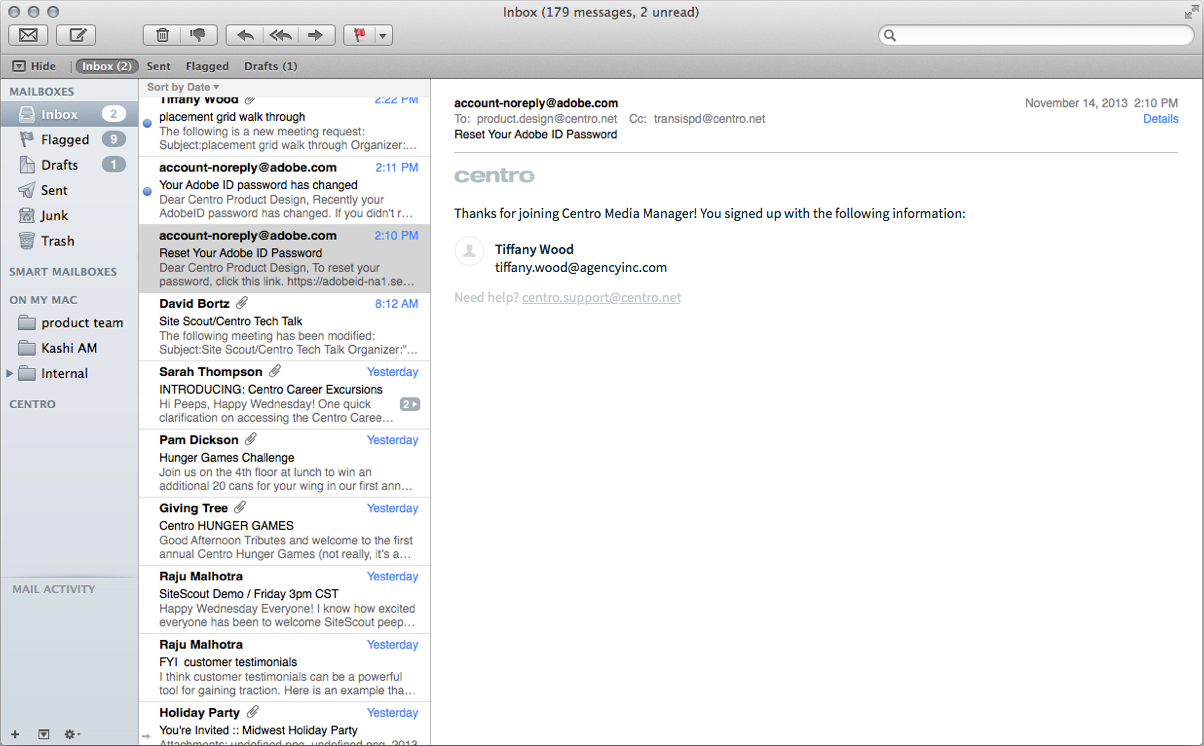 Inbox (179 messages, 2 unread)
Hide
Inbox (2)
Sent
Flagged
Drafts (1)
MAILBOXES
Inbox 2
Flagged 9
Drafts 1
Sent
Junk
Trash
SMART MAILBOXES
ON MY MAC
product team
Kashi AM
Internal
CENTRO
MAIL ACTIVITY
Sort by Date
Tiffany Wood 2:22 PM
placement grid walk through
The following is a new meeting request:
Subject:placement grid walk through Organizer:...
account-noreply@adobe.com 2:11 PM
Your Adobe ID password has changed
Dear Centro Product Design, Recently your
AdobeID password has changed. If you didn't r...
account-noreply@adobe.com 2:10 PM
Reset Your Adobe ID Password
Dear Centro Product Design, To reset your
password, click this link. https://adobeid-na1.se...
David Bortz 8:12 AM
Site Scout/Centro Tech Talk
The following meeting has been modified:
Subject:Site Scout/Centro Tech Talk Organizer:"...
Sarah Thompson Yesterday
INTRODUCING: Centro Career Excursions
Hi Peeps, Happy Wednesday! One quick
clarification on accessing the Centro Caree...
2
Pam Dickson Yesterday
Hunger Games Challenge
Join us on the 4th floor at lunch to win an
additional 20 cans for your wing in our first ann...
Giving Tree Yesterday
Centro HUNGER GAMES
Good Afternoon Tributes and welcome to the first
annual Centro Hunger Games (not really, it's a...
Raju Malhotra Yesterday
SiteScout Demo / Friday 3pm CST
Happy Wednesday Everyone! I know how excited
everyone has been to welcome SiteScout peep...
Raju Malhotra Yesterday
FYI customer testimonials
I think customer testimonials can be a powerful
tool for gaining traction. Here is an example tha...
Holiday Party Yesterday
You're Invited :: Midwest Holiday Party
Attachments: undefined.png, undefined.png, 2013
account-noreply@adobe.com November 14, 2013 2:10 PM
To: product.design@centro.net Cc: transispd@centro.net Details
Reset Your Adobe ID Password
centro
Thanks for joining Centro Media Manager! You signed up with the following information:
Tiffany Wood
tiffany.wood@agencyinc.com
Need help? centro.support@centro.net